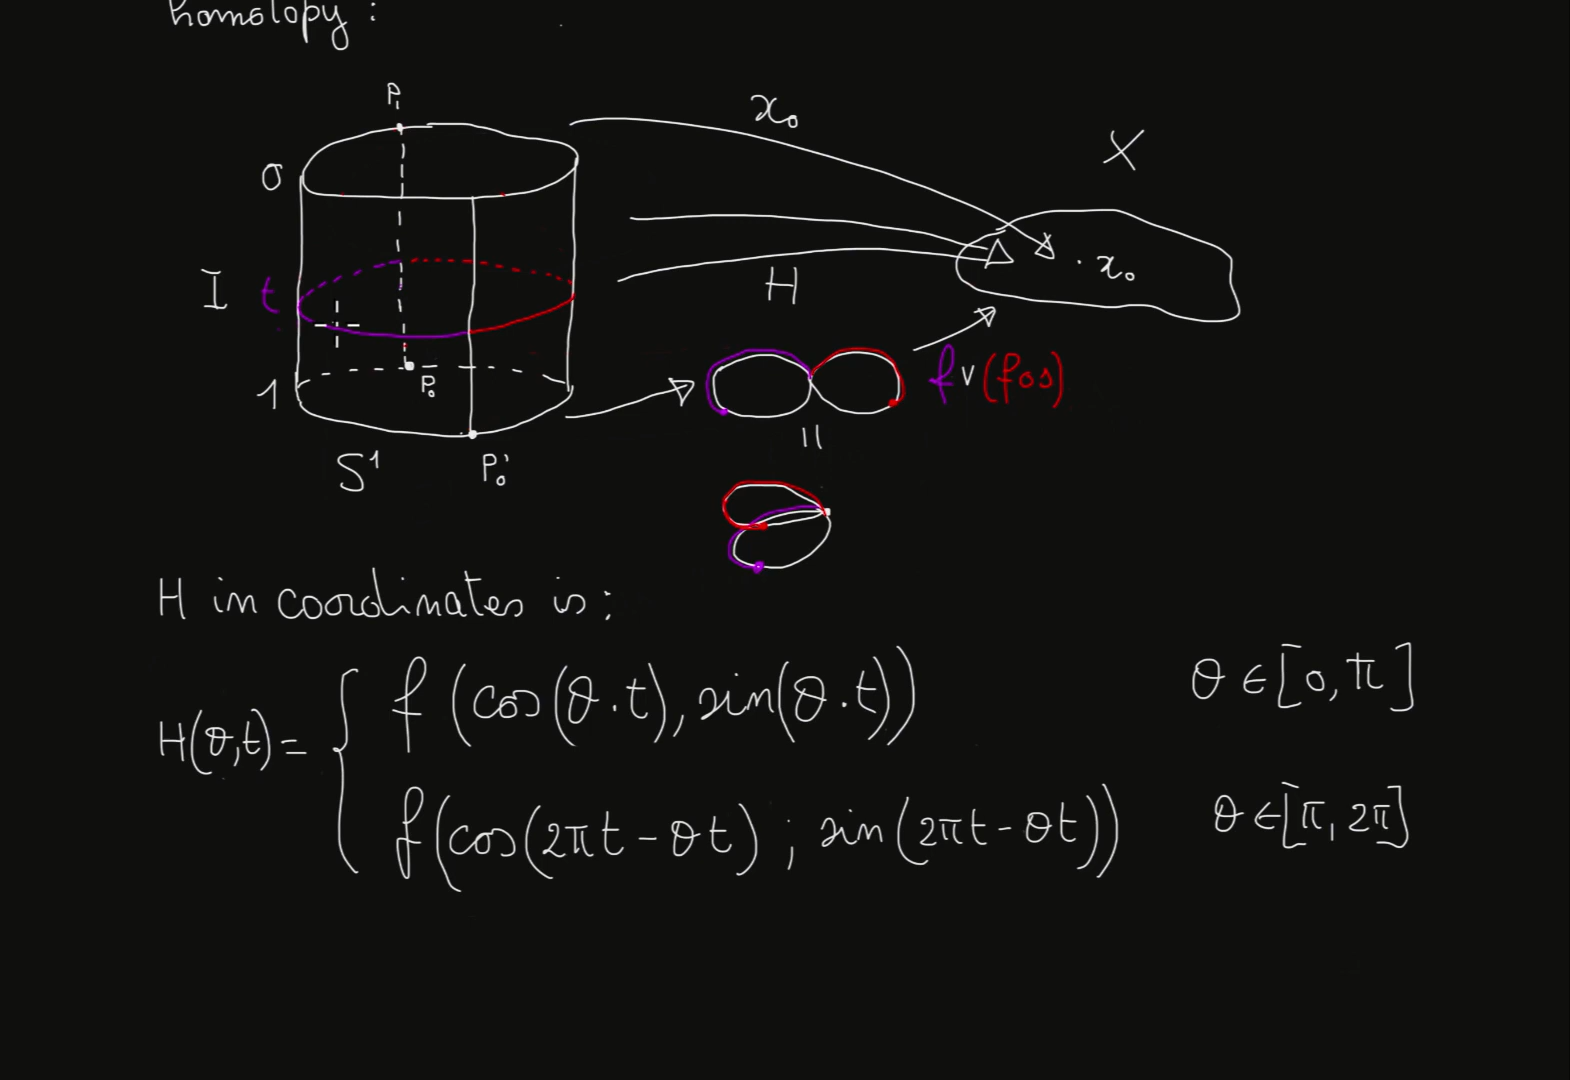 homotopy :
P₁
x₀
X
0
x₀
I
t
H
P₀
f ∨ (f∘s)
1
=
S¹
P₀'
H in coordinates is :
H(θ,t) = { f (cos(θ.t), sin(θ.t)) θ ∈ [0, π]
f (cos(2πt - θt) ; sin(2πt - θt)) θ ∈ [π, 2π]